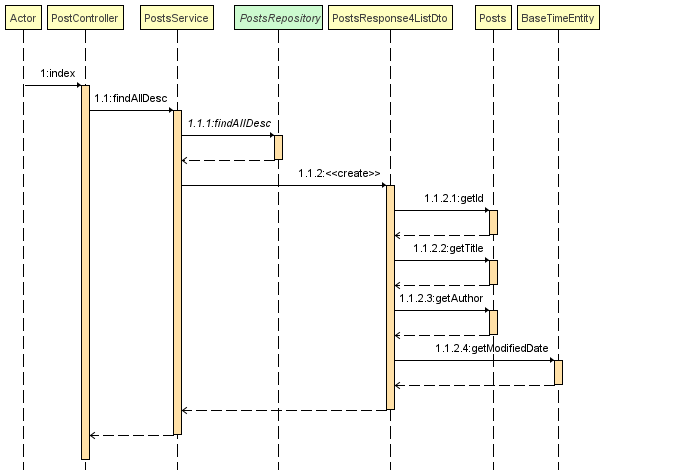 Actor
PostController
PostsService
PostsRepository
PostsResponse4ListDto
Posts
BaseTimeEntity
1:index
1.1:findAllDesc
1.1.1:findAllDesc
1.1.2:<<create>>
1.1.2.1:getId
1.1.2.2:getTitle
1.1.2.3:getAuthor
1.1.2.4:getModifiedDate